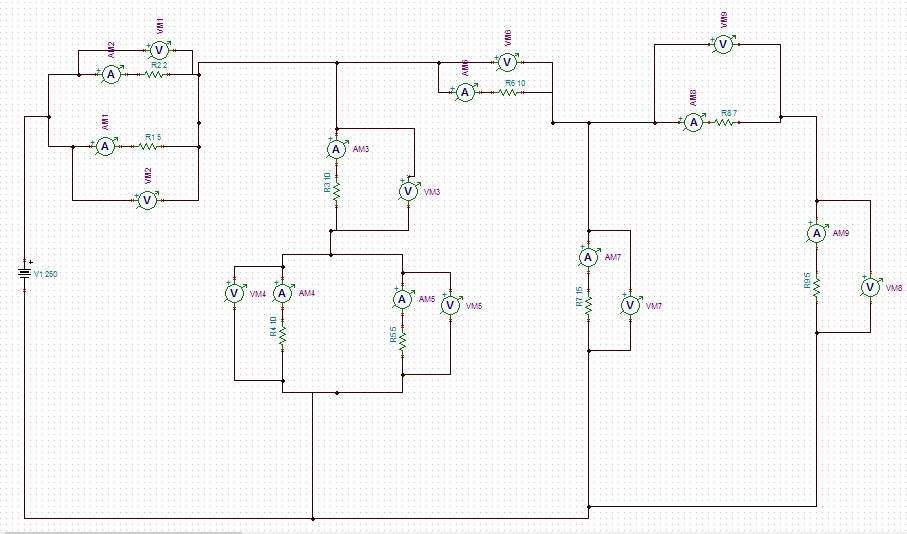 VM1
AM2
V
A
R2 2
AM1
A
R1 5
VM2
V
V1 250
+
AM3
A
R3 10
V
VM3
V
VM4
A
AM4
R4 10
A
AM5
R5 5
V
VM5
VM6
V
AM6
A
R6 10
VM9
V
AM8
A
R8 7
A
AM7
R7 15
V
VM7
A
AM9
R9 5
V
VM8